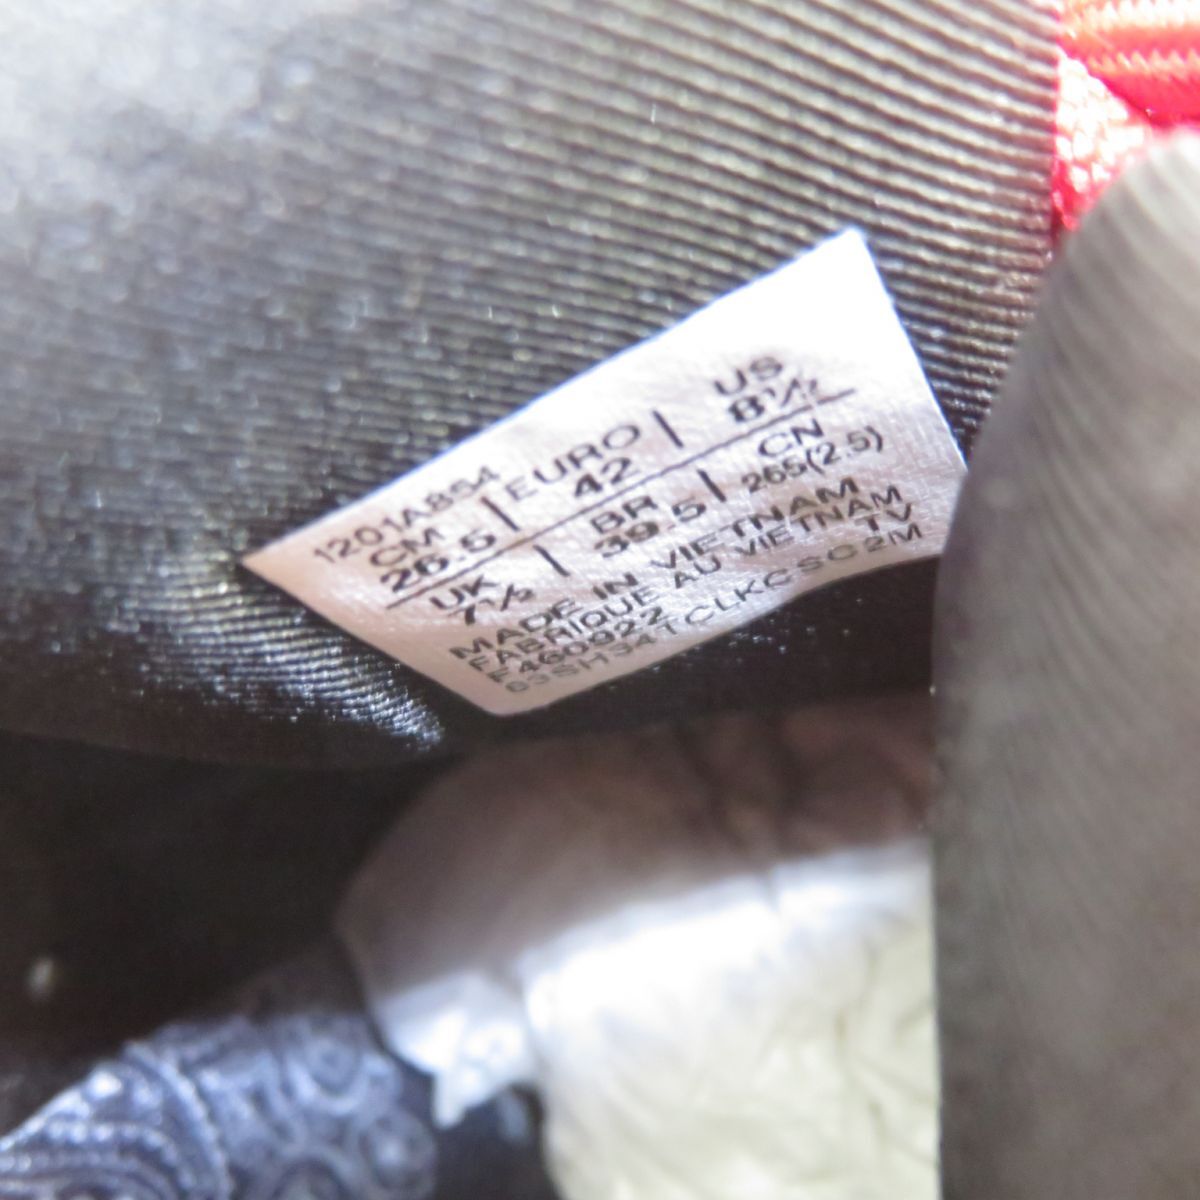 1201A854
CM | EURO | US
26.5 | 42 | 8½
UK | BR | CN
7½ | 39.5 | 265(2.5)
MADE IN VIETNAM
FABRIQUE AU VIETNAM
460922 TV